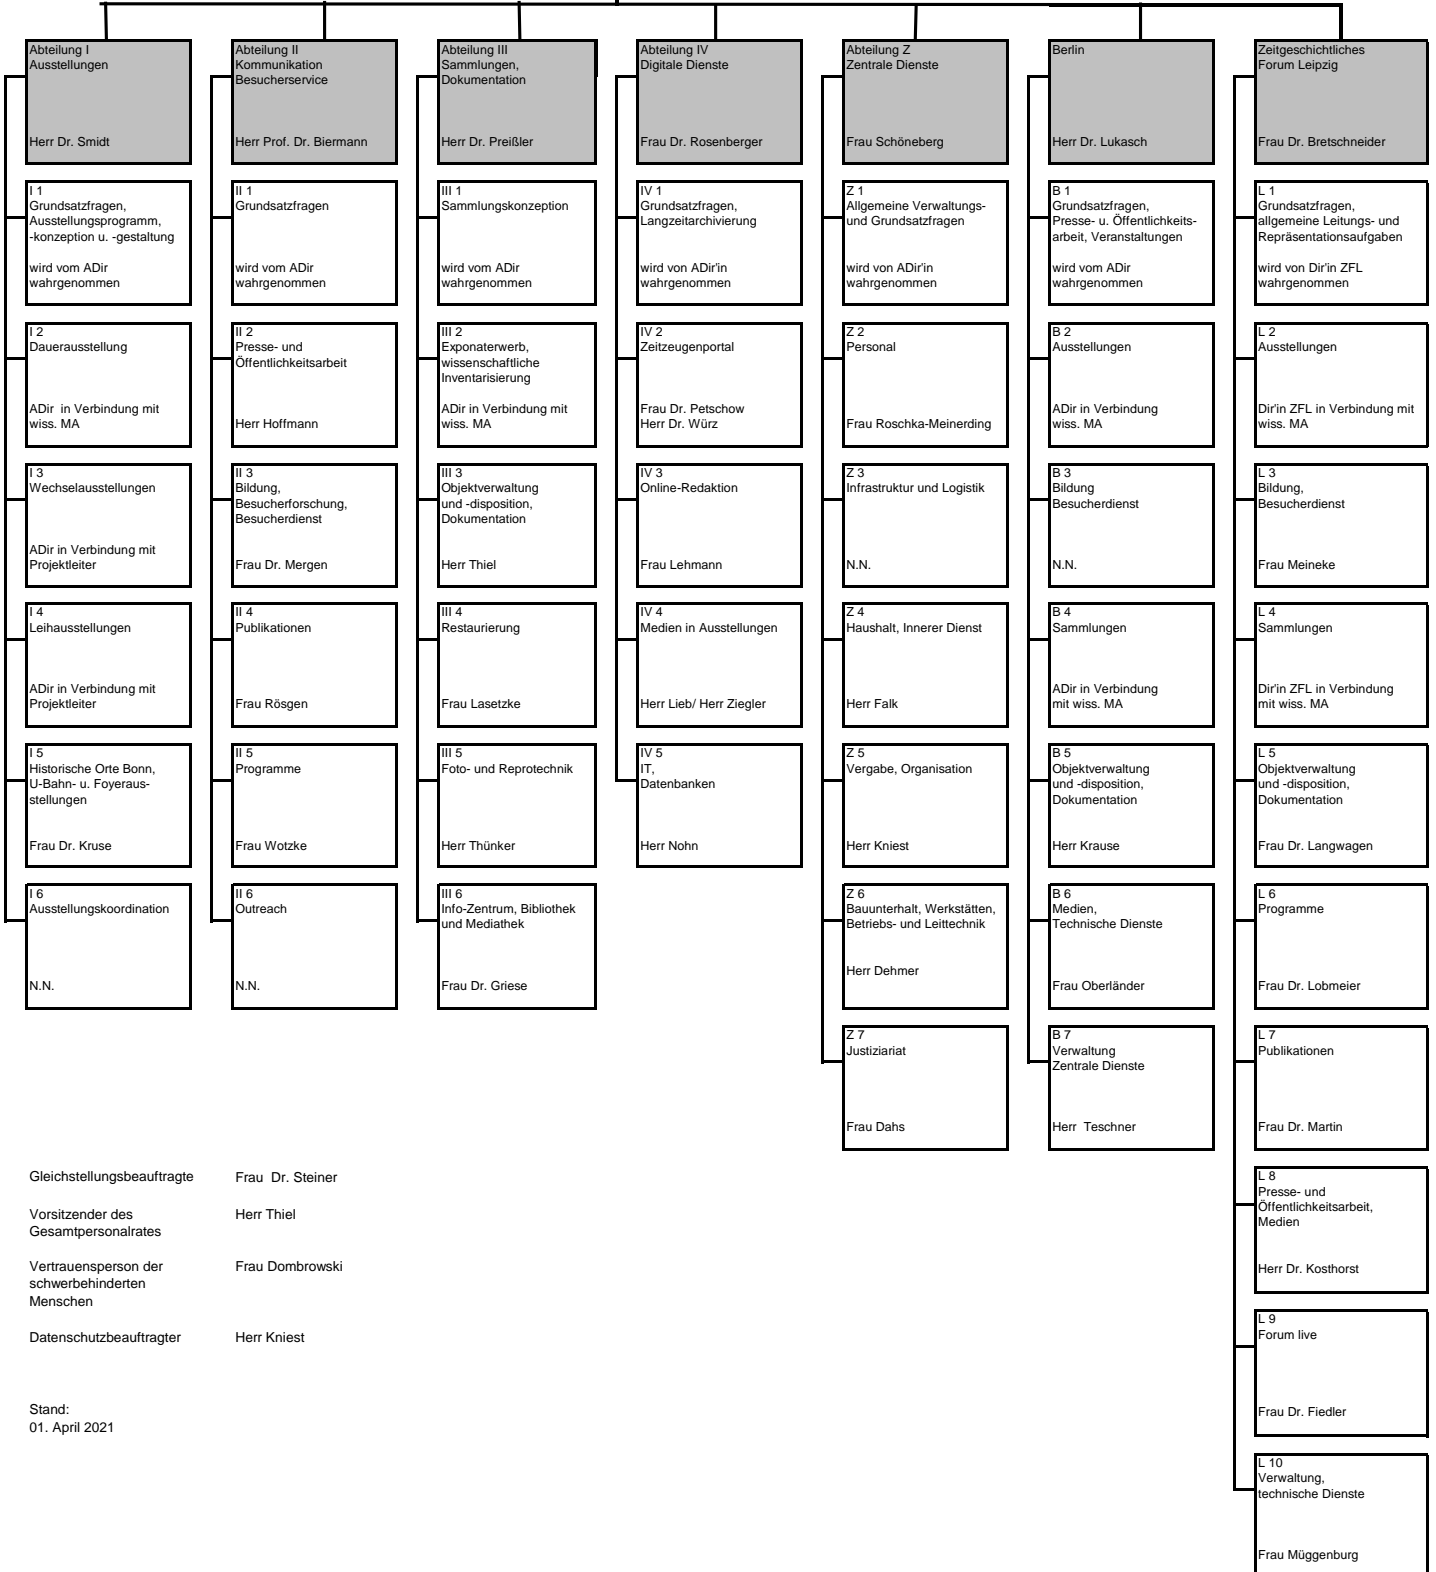 Abteilung I
Ausstellungen
Herr Dr. Smidt
I 1
Grundsatzfragen,
Ausstellungsprogramm,
-konzeption u. -gestaltung
wird vom ADir
wahrgenommen
I 2
Dauerausstellung
ADir  in Verbindung mit
wiss. MA
I 3
Wechselausstellungen
ADir in Verbindung mit
Projektleiter
I 4
Leihausstellungen
ADir in Verbindung mit
Projektleiter
I 5
Historische Orte Bonn,
U-Bahn- u. Foyeraus-
stellungen
Frau Dr. Kruse
I 6
Ausstellungskoordination
N.N.
Abteilung II
Kommunikation
Besucherservice
Herr Prof. Dr. Biermann
II 1
Grundsatzfragen
wird vom ADir
wahrgenommen
II 2
Presse- und
Öffentlichkeitsarbeit
Herr Hoffmann
II 3
Bildung,
Besucherforschung,
Besucherdienst
Frau Dr. Mergen
II 4
Publikationen
Frau Rösgen
II 5
Programme
Frau Wotzke
II 6
Outreach
N.N.
Abteilung III
Sammlungen,
Dokumentation
Herr Dr. Preißler
III 1
Sammlungskonzeption
wird vom ADir
wahrgenommen
III 2
Exponaterwerb,
wissenschaftliche
Inventarisierung
ADir in Verbindung mit
wiss. MA
III 3
Objektverwaltung
und -disposition,
Dokumentation
Herr Thiel
III 4
Restaurierung
Frau Lasetzke
III 5
Foto- und Reprotechnik
Herr Thünker
III 6
Info-Zentrum, Bibliothek
und Mediathek
Frau Dr. Griese
Abteilung IV
Digitale Dienste
Frau Dr. Rosenberger
IV 1
Grundsatzfragen,
Langzeitarchivierung
wird von ADir'in
wahrgenommen
IV 2
Zeitzeugenportal
Frau Dr. Petschow
Herr Dr. Würz
IV 3
Online-Redaktion
Frau Lehmann
IV 4
Medien in Ausstellungen
Herr Lieb/ Herr Ziegler
IV 5
IT,
Datenbanken
Herr Nohn
Abteilung Z
Zentrale Dienste
Frau Schöneberg
Z 1
Allgemeine Verwaltungs-
und Grundsatzfragen
wird von ADir'in
wahrgenommen
Z 2
Personal
Frau Roschka-Meinerding
Z 3
Infrastruktur und Logistik
N.N.
Z 4
Haushalt, Innerer Dienst
Herr Falk
Z 5
Vergabe, Organisation
Herr Kniest
Z 6
Bauunterhalt, Werkstätten,
Betriebs- und Leittechnik
Herr Dehmer
Z 7
Justiziariat
Frau Dahs
Berlin
Herr Dr. Lukasch
B 1
Grundsatzfragen,
Presse- u. Öffentlichkeits-
arbeit, Veranstaltungen
wird vom ADir
wahrgenommen
B 2
Ausstellungen
ADir in Verbindung
wiss. MA
B 3
Bildung
Besucherdienst
N.N.
B 4
Sammlungen
ADir in Verbindung
mit wiss. MA
B 5
Objektverwaltung
und -disposition,
Dokumentation
Herr Krause
B 6
Medien,
Technische Dienste
Frau Oberländer
B 7
Verwaltung
Zentrale Dienste
Herr  Teschner
Zeitgeschichtliches
Forum Leipzig
Frau Dr. Bretschneider
L 1
Grundsatzfragen,
allgemeine Leitungs- und
Repräsentationsaufgaben
wird von Dir'in ZFL
wahrgenommen
L 2
Ausstellungen
Dir'in ZFL in Verbindung mit
wiss. MA
L 3
Bildung,
Besucherdienst
Frau Meineke
L 4
Sammlungen
Dir'in ZFL in Verbindung
mit wiss. MA
L 5
Objektverwaltung
und -disposition,
Dokumentation
Frau Dr. Langwagen
L 6
Programme
Frau Dr. Lobmeier
L 7
Publikationen
Frau Dr. Martin
L 8
Presse- und
Öffentlichkeitsarbeit,
Medien
Herr Dr. Kosthorst
L 9
Forum live
Frau Dr. Fiedler
L 10
Verwaltung,
technische Dienste
Frau Müggenburg
Gleichstellungsbeauftragte Frau  Dr. Steiner
Vorsitzender des Herr Thiel
Gesamtpersonalrates
Vertrauensperson der Frau Dombrowski
schwerbehinderten
Menschen
Datenschutzbeauftragter Herr Kniest
Stand:
01. April 2021